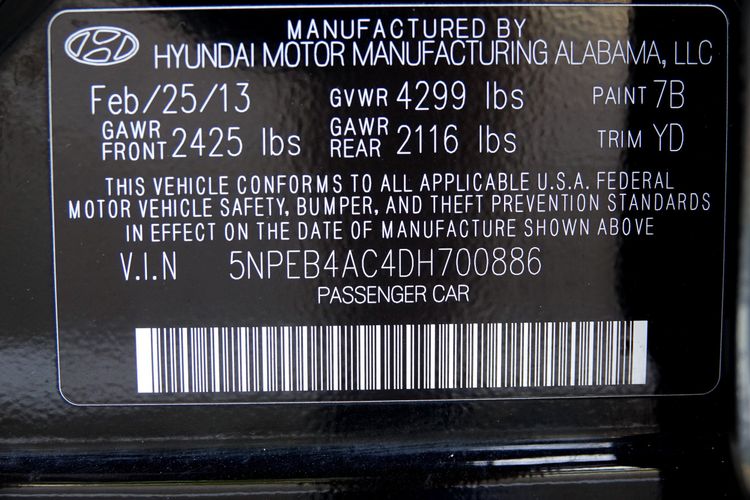 MANUFACTURED BY
HYUNDAI MOTOR MANUFACTURING ALABAMA, LLC
Feb/25/13 GVWR 4299 lbs PAINT 7B
GAWR FRONT 2425 lbs GAWR REAR 2116 lbs TRIM YD
THIS VEHICLE CONFORMS TO ALL APPLICABLE U.S.A. FEDERAL
MOTOR VEHICLE SAFETY, BUMPER, AND THEFT PREVENTION STANDARDS
IN EFFECT ON THE DATE OF MANUFACTURE SHOWN ABOVE
V.I.N 5NPEB4AC4DH700886
PASSENGER CAR